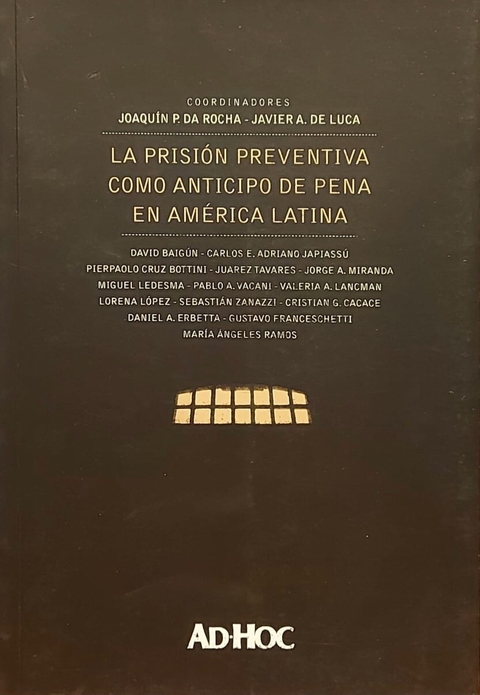 COORDINADORES
JOAQUÍN P. DA ROCHA - JAVIER A. DE LUCA
LA PRISIÓN PREVENTIVA
COMO ANTICIPO DE PENA
EN AMÉRICA LATINA
DAVID BAIGÚN - CARLOS E. ADRIANO JAPIASSÚ
PIERPAOLO CRUZ BOTTINI - JUAREZ TAVARES - JORGE A. MIRANDA
MIGUEL LEDESMA - PABLO A. VACANI - VALERIA A. LANCMAN
LORENA LÓPEZ - SEBASTIÁN ZANAZZI - CRISTIAN G. CACACE
DANIEL A. ERBETTA - GUSTAVO FRANCESCHETTI
MARÍA ÁNGELES RAMOS
AD·HOC